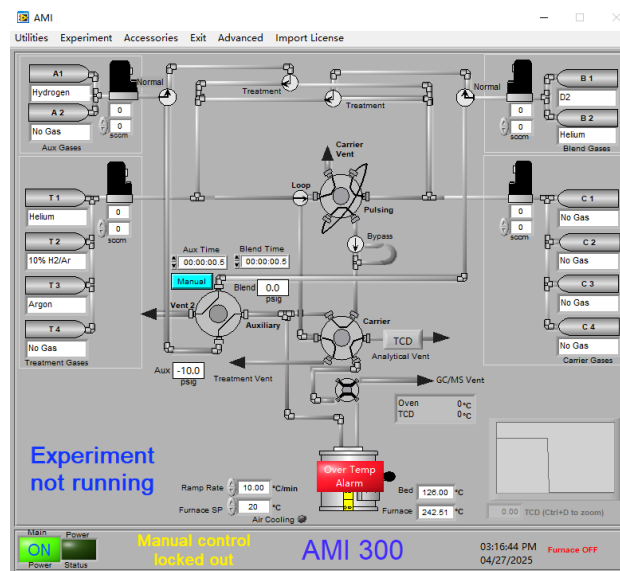 AMI
Utilities Experiment Accessories Exit Advanced Import License
A1
Hydrogen
A 2
No Gas
Aux Gases
0
0
sccm
Normal
Treatment
Treatment
Normal
0
0
sccm
B 1
D2
B 2
Helium
Blend Gases
Carrier
Vent
Loop
Pulsing
Bypass
T 1
Helium
T 2
10% H2/Ar
T 3
Argon
T 4
No Gas
Treatment Gases
0
0
sccm
0
0
sccm
C 1
No Gas
C 2
No Gas
C 3
No Gas
C 4
No Gas
Carrier Gases
Aux Time Blend Time
00:00:00.5 00:00:00.5
Manual
Blend 0.0
psig
Vent 2
Auxiliary
Carrier
TCD
Analytical Vent
Aux -10.0
psig
Treatment Vent
GC/MS Vent
Oven 0 °C
TCD 0 °C
Experiment
not running
Over Temp
Alarm
Ramp Rate 10.00 °C/min
Furnace SP 20 °C
Air Cooling
Bed 126.00 °C
Furnace 242.51 °C
0.00 TCD (Ctrl+D to zoom)
Main Power
ON
Power Status
Manual control
locked out
AMI 300
03:16:44 PM
04/27/2025
Furnace OFF